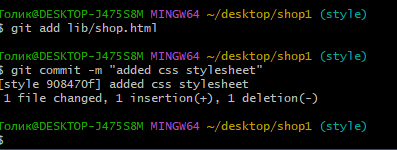 Толик@DESKTOP-J475S8M MINGW64 ~/desktop/shop1 (style)
$ git add lib/shop.html
Толик@DESKTOP-J475S8M MINGW64 ~/desktop/shop1 (style)
$ git commit -m "added css stylesheet"
[style 908470f] added css stylesheet
1 file changed, 1 insertion(+), 1 deletion(-)
Толик@DESKTOP-J475S8M MINGW64 ~/desktop/shop1 (style)
$